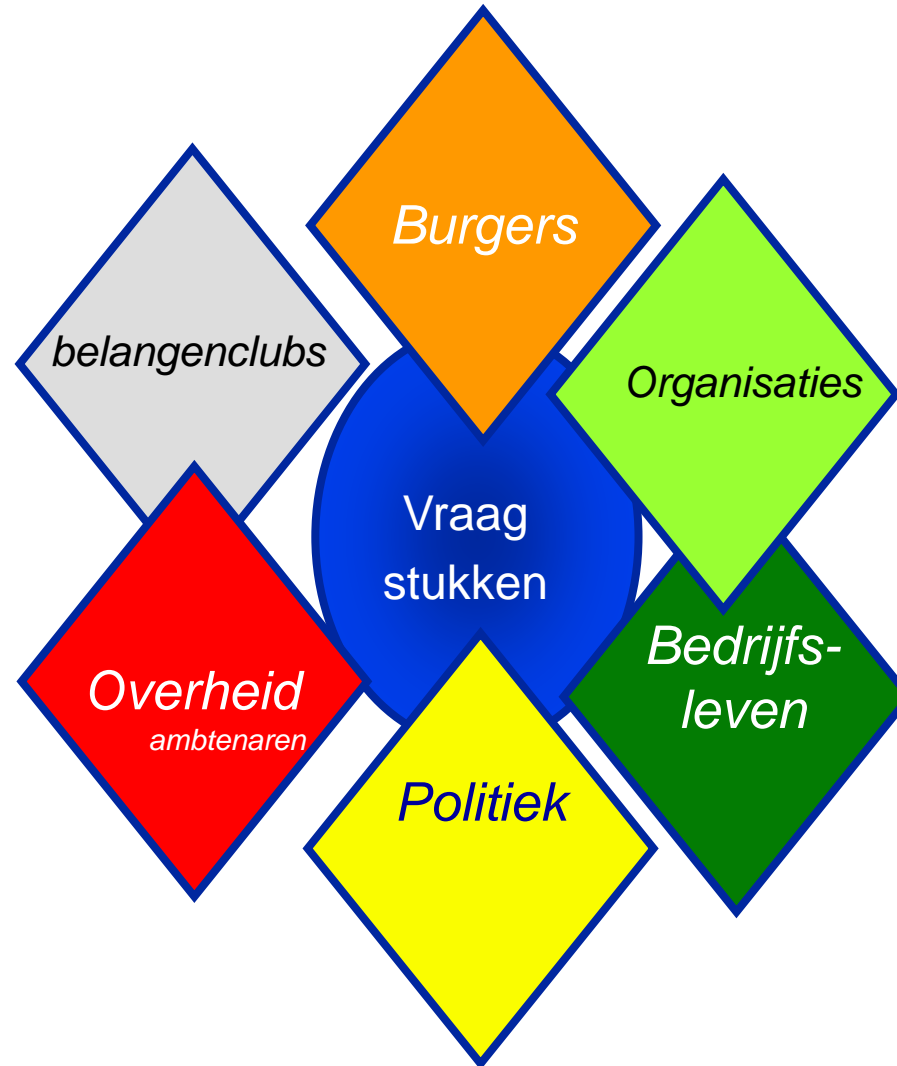 Burgers
belangenclubs
Organisaties
Vraag
stukken
Bedrijfs-
leven
Overheid
ambtenaren
Politiek